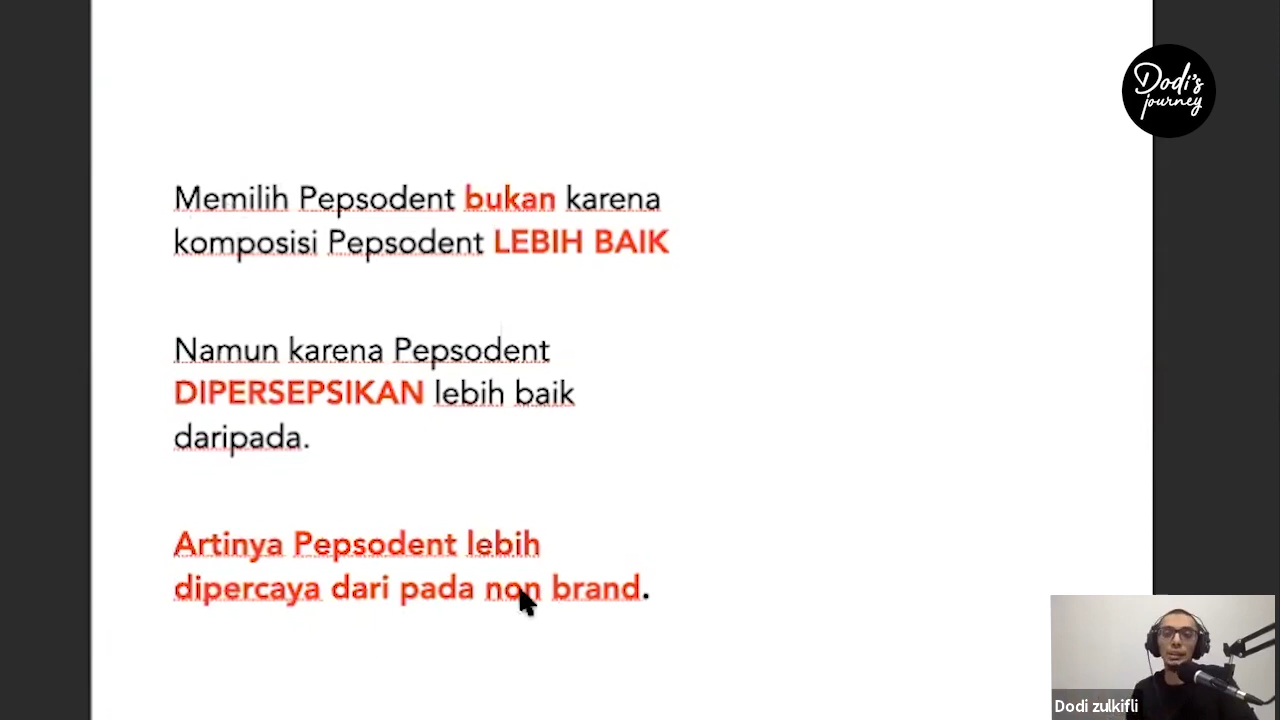 Dodi's
journey
Memilih Pepsodent bukan karena
komposisi Pepsodent LEBIH BAIK
Namun karena Pepsodent
DIPERSEPSIKAN lebih baik
daripada.
Artinya Pepsodent lebih
dipercaya dari pada non brand.
Dodi zulkifli